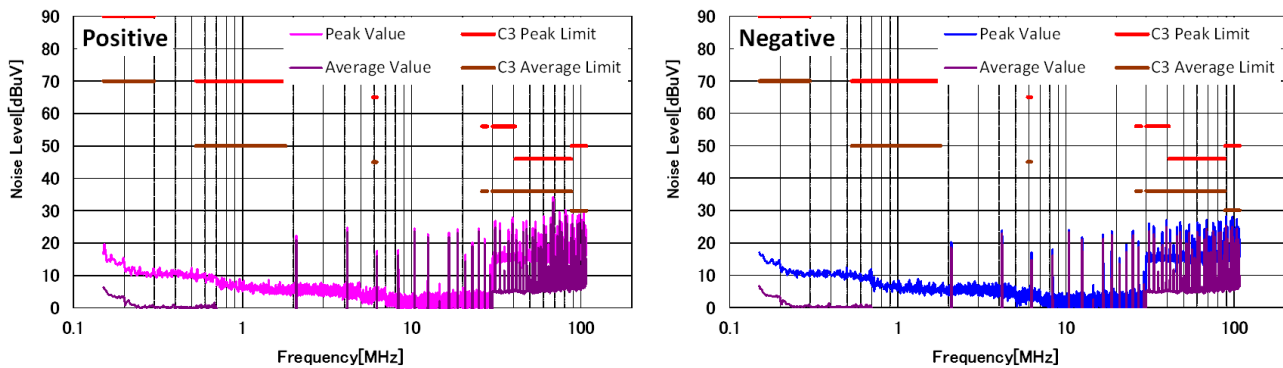 Positive
Peak Value
C3 Peak Limit
Average Value
C3 Average Limit
Noise Level[dBuV]
90
80
70
60
50
40
30
20
10
0
0.1
1
10
100
Frequency[MHz]
Negative
Peak Value
C3 Peak Limit
Average Value
C3 Average Limit
Noise Level[dBuV]
90
80
70
60
50
40
30
20
10
0
0.1
1
10
100
Frequency[MHz]